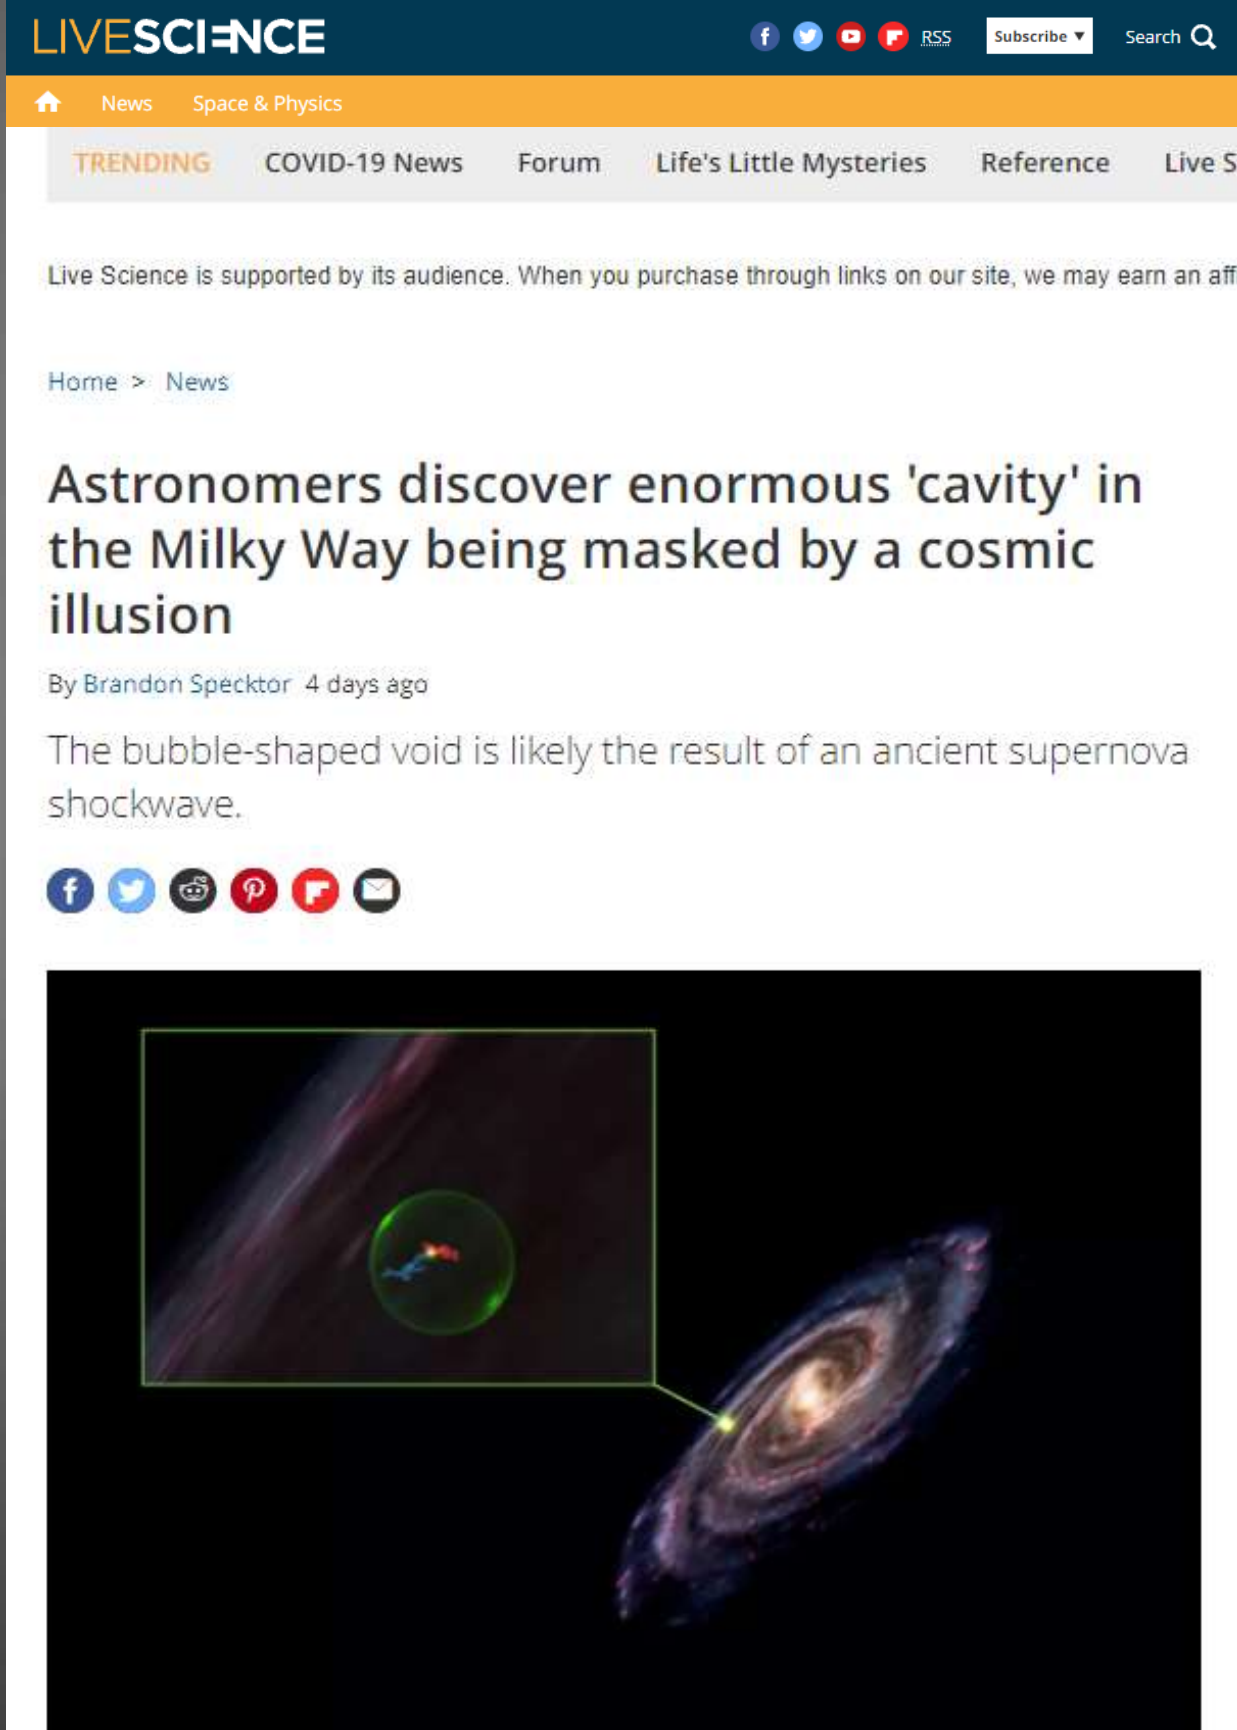 LIVESCIENCE
RSS
Subscribe ▼
Search
News
Space & Physics
TRENDING
COVID-19 News
Forum
Life's Little Mysteries
Reference
Live S
Live Science is supported by its audience. When you purchase through links on our site, we may earn an aff
Home > News
Astronomers discover enormous 'cavity' in
the Milky Way being masked by a cosmic
illusion
By Brandon Specktor 4 days ago
The bubble-shaped void is likely the result of an ancient supernova
shockwave.